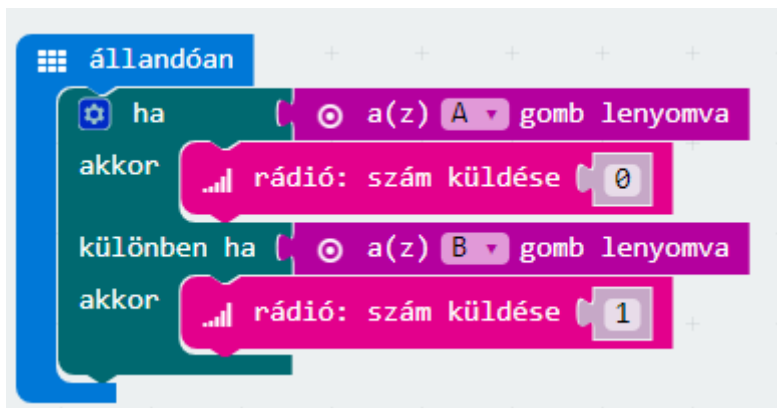 állandóan
ha a(z) A gomb lenyomva
akkor rádió: szám küldése 0
különben ha a(z) B gomb lenyomva
akkor rádió: szám küldése 1